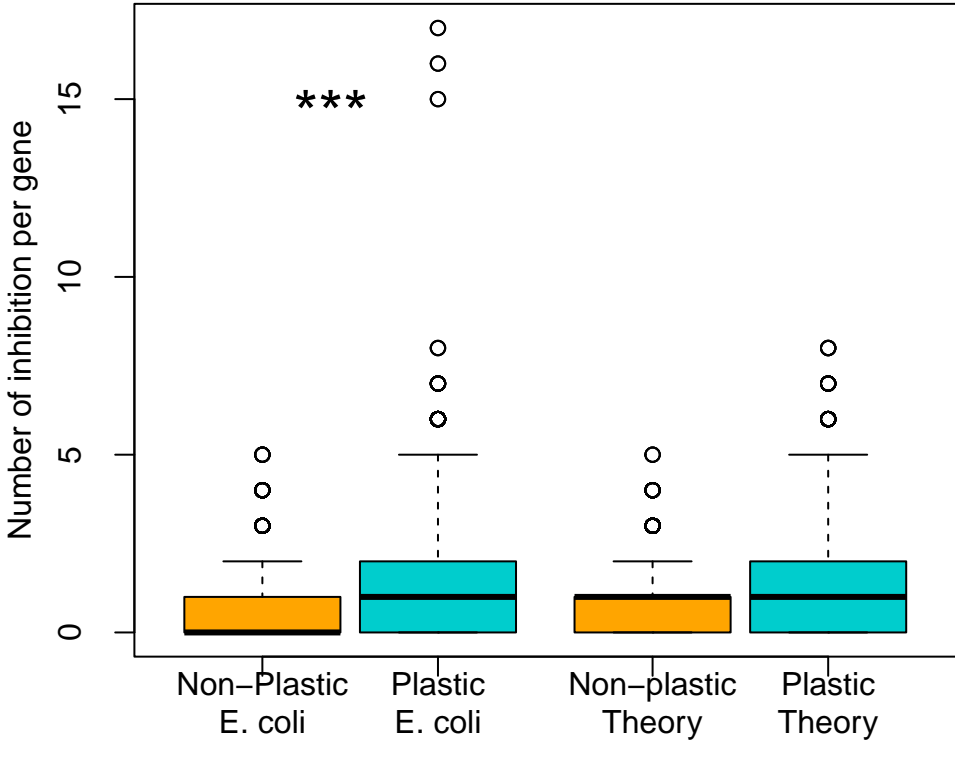 Number of inhibition per gene
15
10
5
0
***
Non−Plastic
E. coli
Plastic
E. coli
Non−plastic
Theory
Plastic
Theory